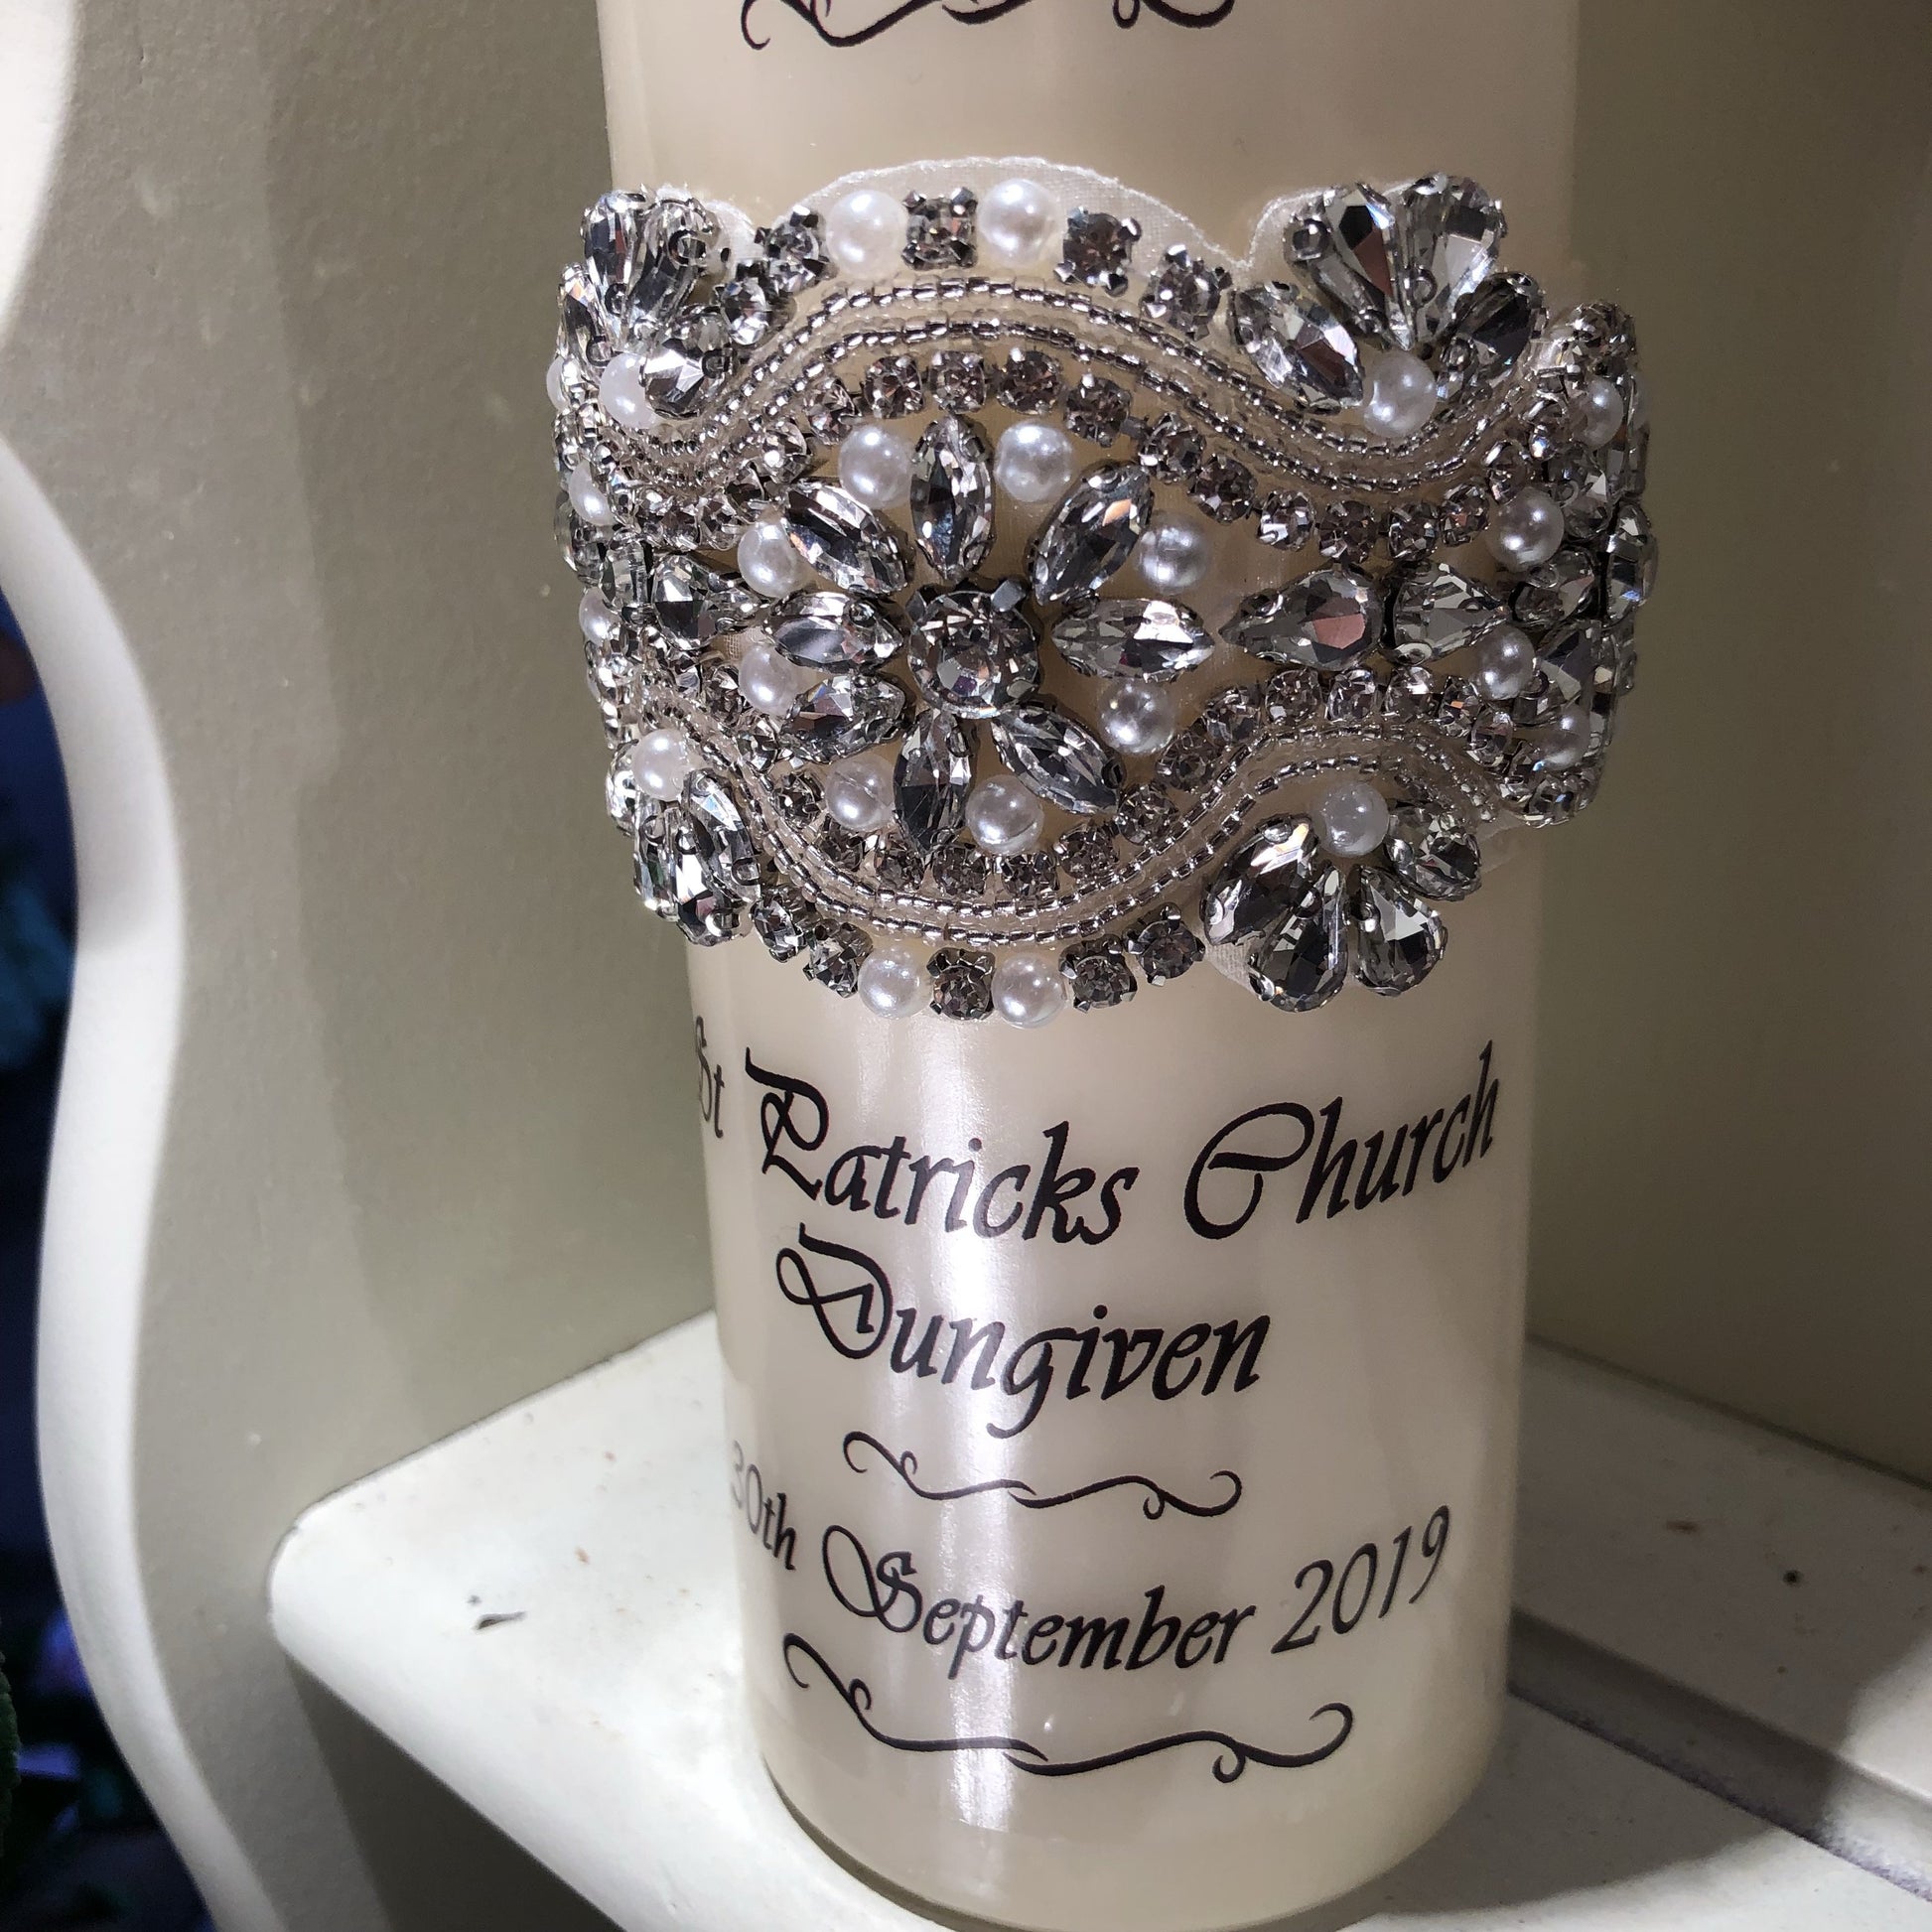 St Patricks Church
Dungiven
30th September 2019